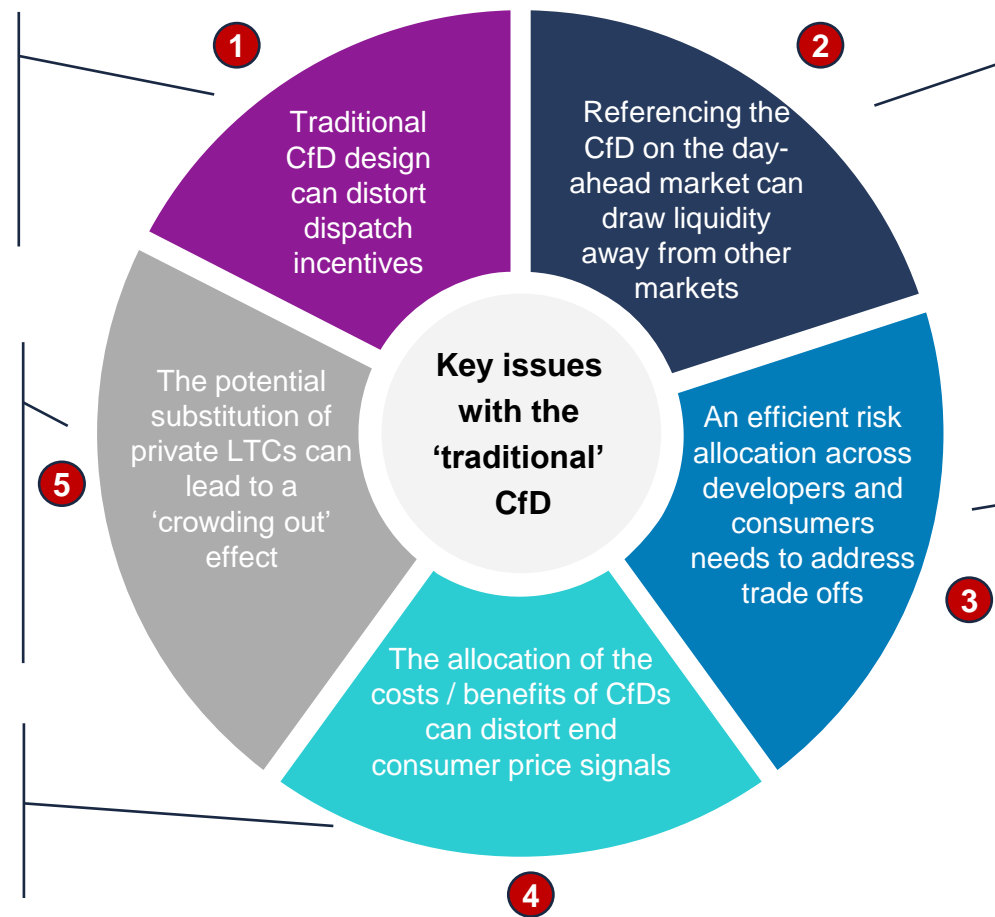 1
Traditional
CfD design
can distort
dispatch
incentives
2
Referencing the
CfD on the day-
ahead market can
draw liquidity
away from other
markets
Key issues
with the
‘traditional’
CfD
An efficient risk
allocation across
developers and
consumers
needs to address
trade offs
3
The allocation of the
costs / benefits of CfDs
can distort end
consumer price signals
4
The potential
substitution of
private LTCs can
lead to a
‘crowding out’
effect
5